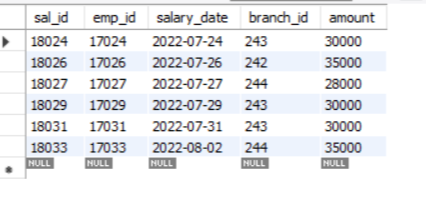 sal_id emp_id salary_date branch_id amount
18024 17024 2022-07-24 243 30000
18026 17026 2022-07-26 242 35000
18027 17027 2022-07-27 244 28000
18029 17029 2022-07-29 243 30000
18031 17031 2022-07-31 243 30000
18033 17033 2022-08-02 244 35000
NULL NULL NULL NULL NULL